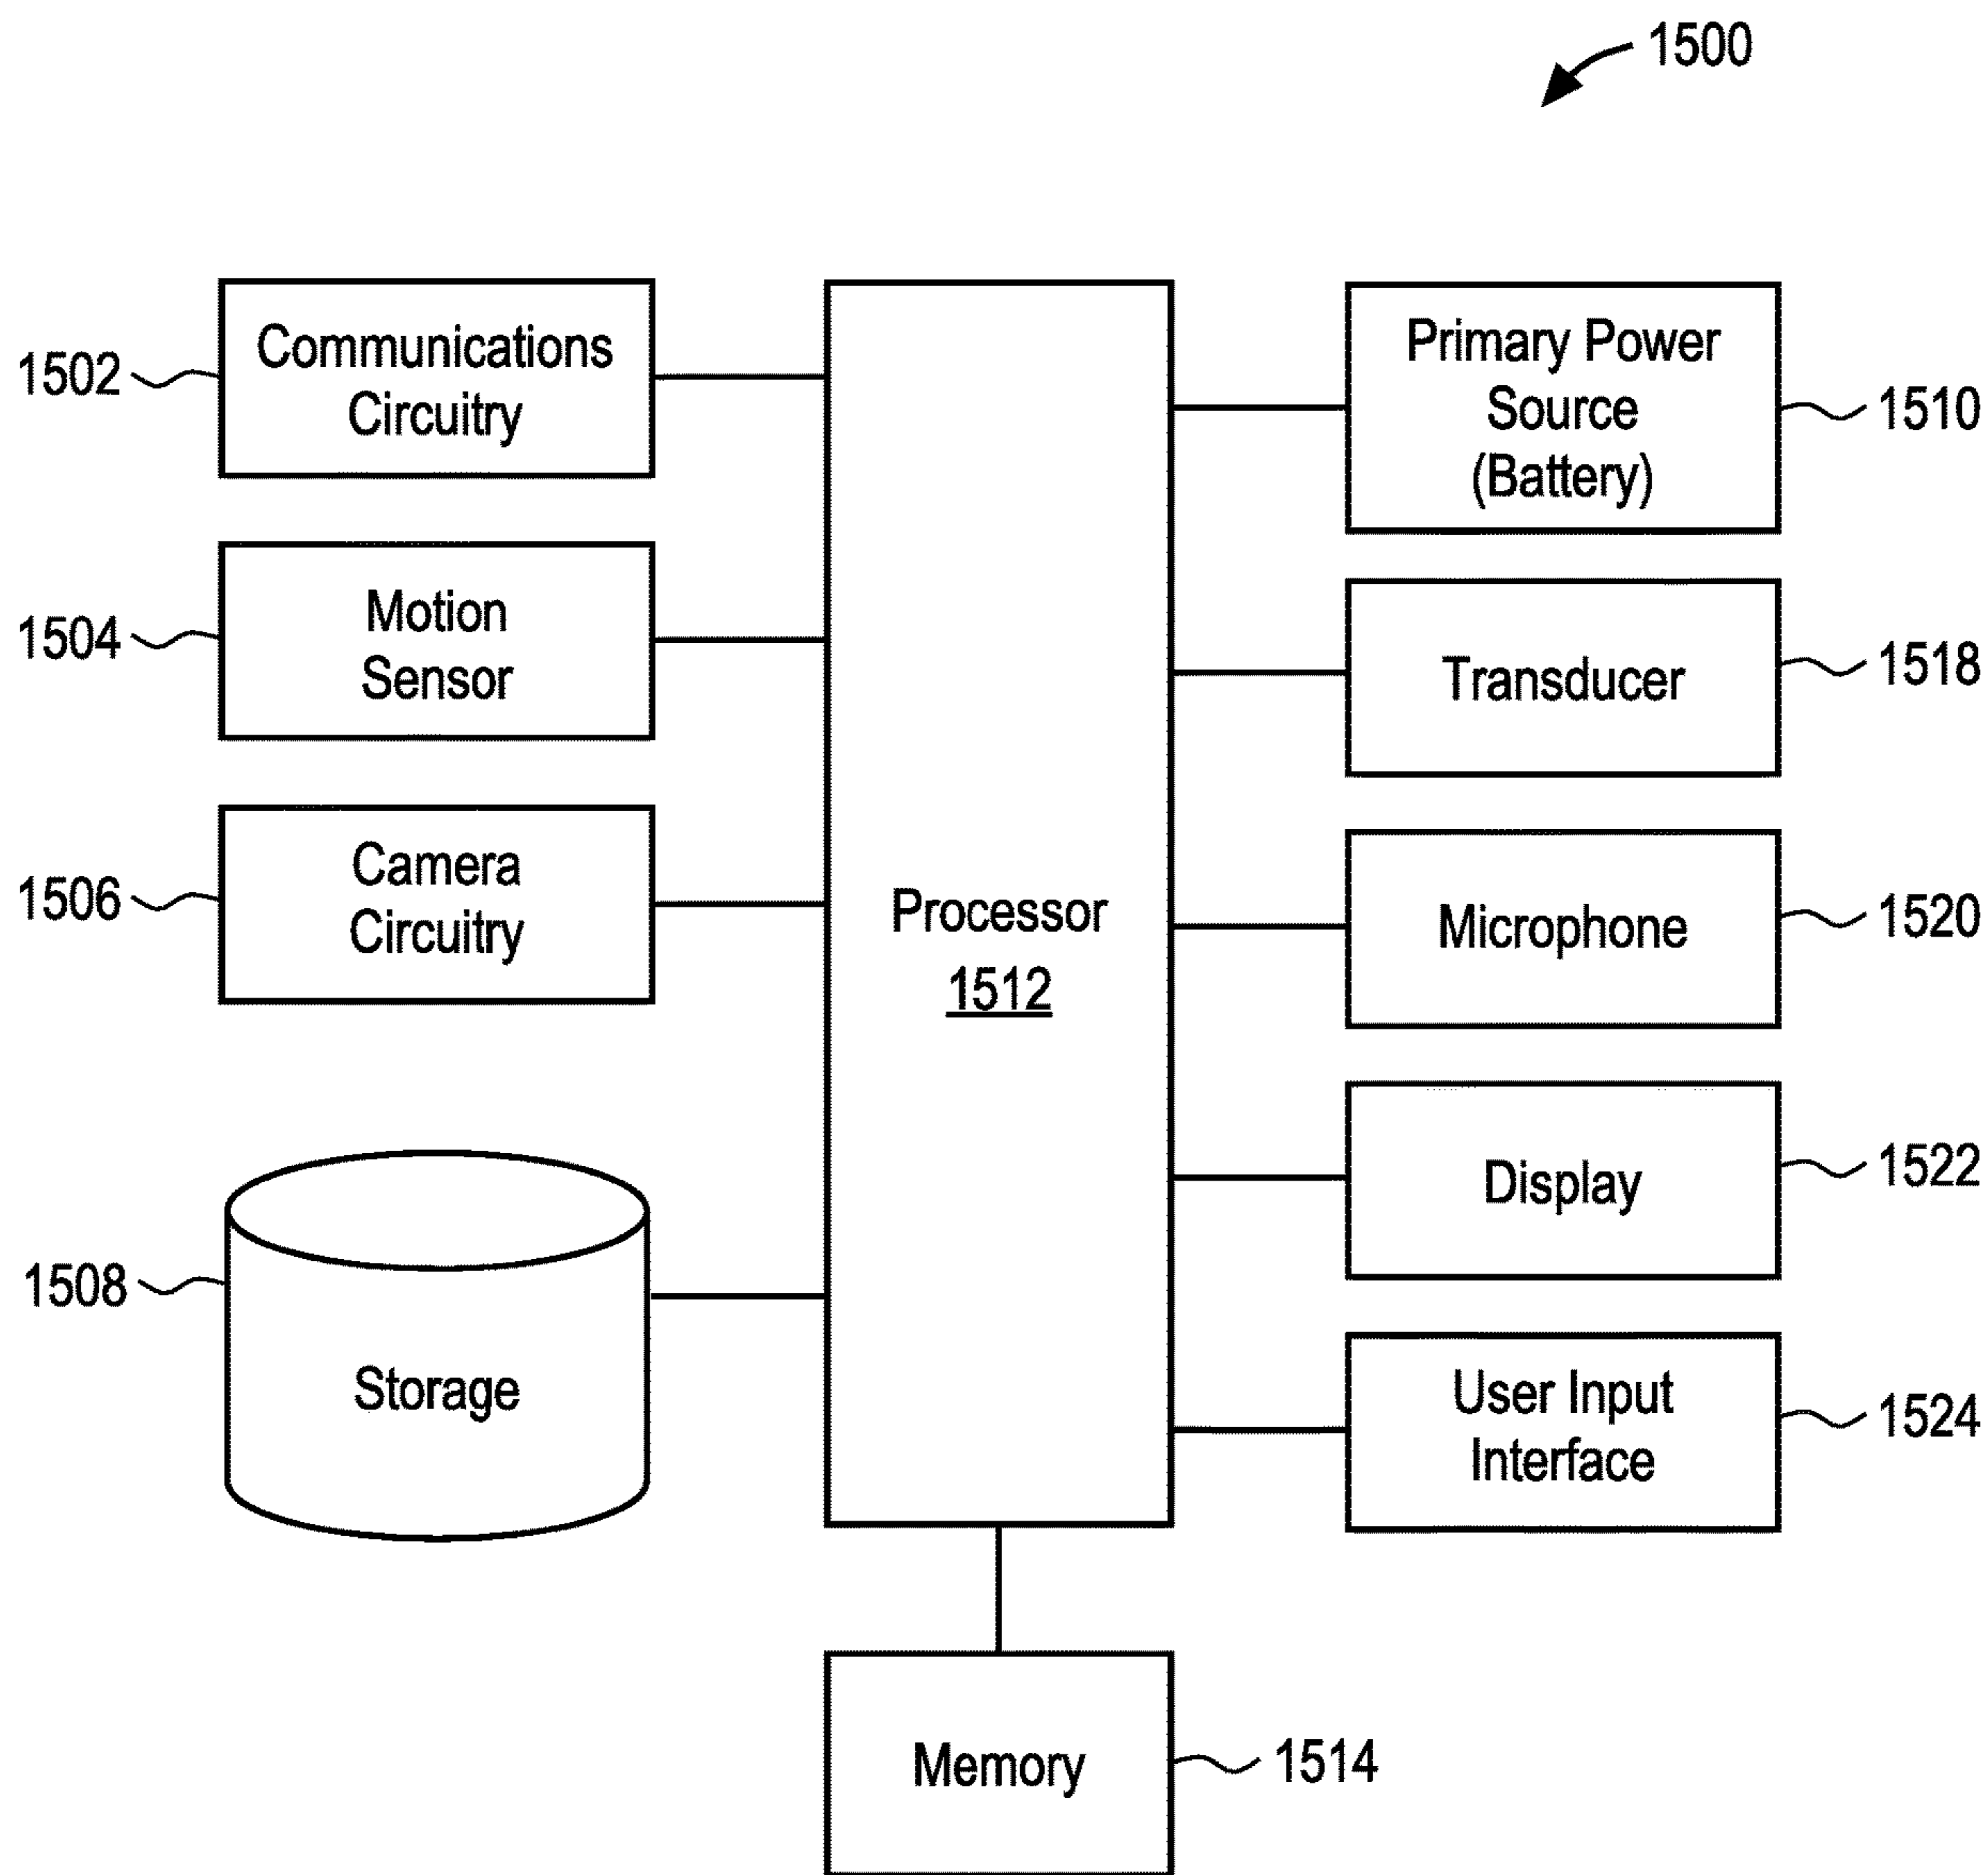 1500
1502
Communications
Circuitry
1504
Motion
Sensor
1506
Camera
Circuitry
1508
Storage
Processor
1512
Primary Power
Source
(Battery)
1510
Transducer
1518
Microphone
1520
Display
1522
User Input
Interface
1524
Memory
1514